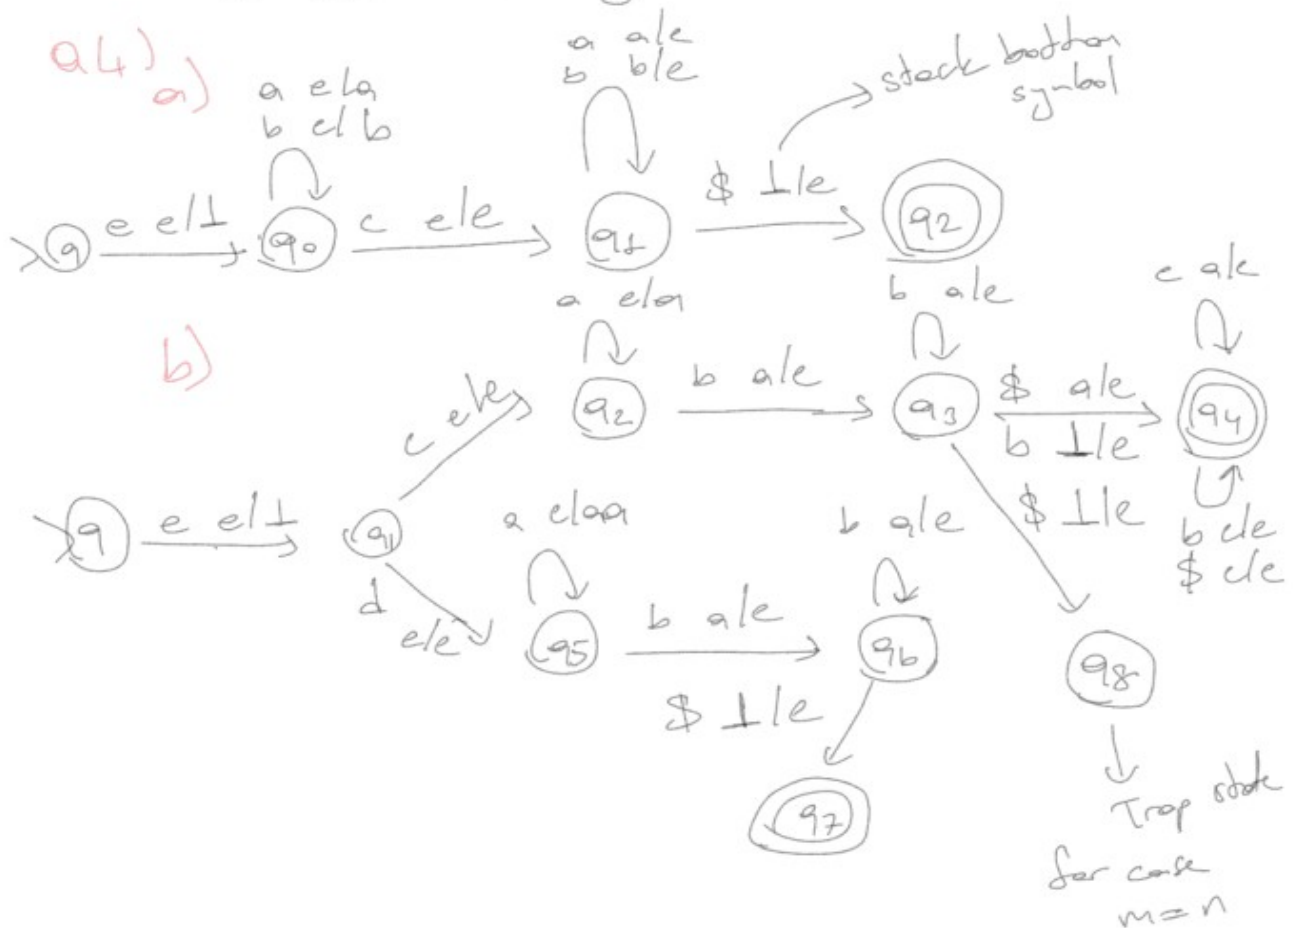 Q4)
a)
a e/a
b e/b
a a/e
b b/e
stack bottom
symbol
q
e e/⊥
q0
c e/e
q1
$ ⊥/e
q2
b)
q
e e/⊥
q1
c e/e
a e/a
q2
b a/e
b a/e
q3
$ a/e
b ⊥/e
e a/e
q4
b e/e
$ e/e
$ ⊥/e
d
e/e
a e/aa
q5
b a/e
b a/e
q6
$ ⊥/e
q7
q8
Trap state
for case
m=n